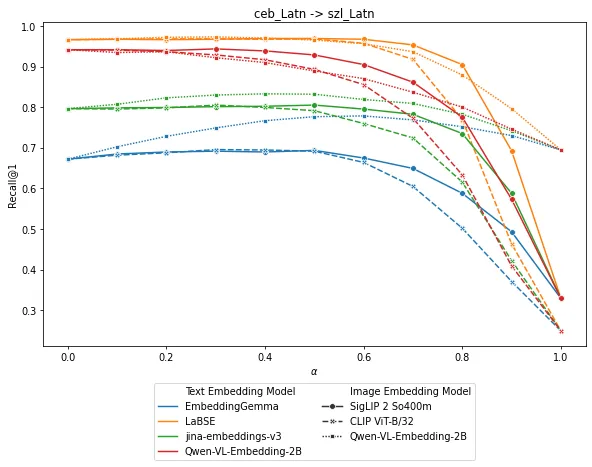 ceb_Latn -> szl_Latn
1.0
0.9
0.8
0.7
0.6
0.5
0.4
0.3
Recall@1
0.0 0.2 0.4 0.6 0.8 1.0
α
Text Embedding Model Image Embedding Model
EmbeddingGemma SigLIP 2 So400m
LaBSE CLIP ViT-B/32
jina-embeddings-v3 Qwen-VL-Embedding-2B
Qwen-VL-Embedding-2B